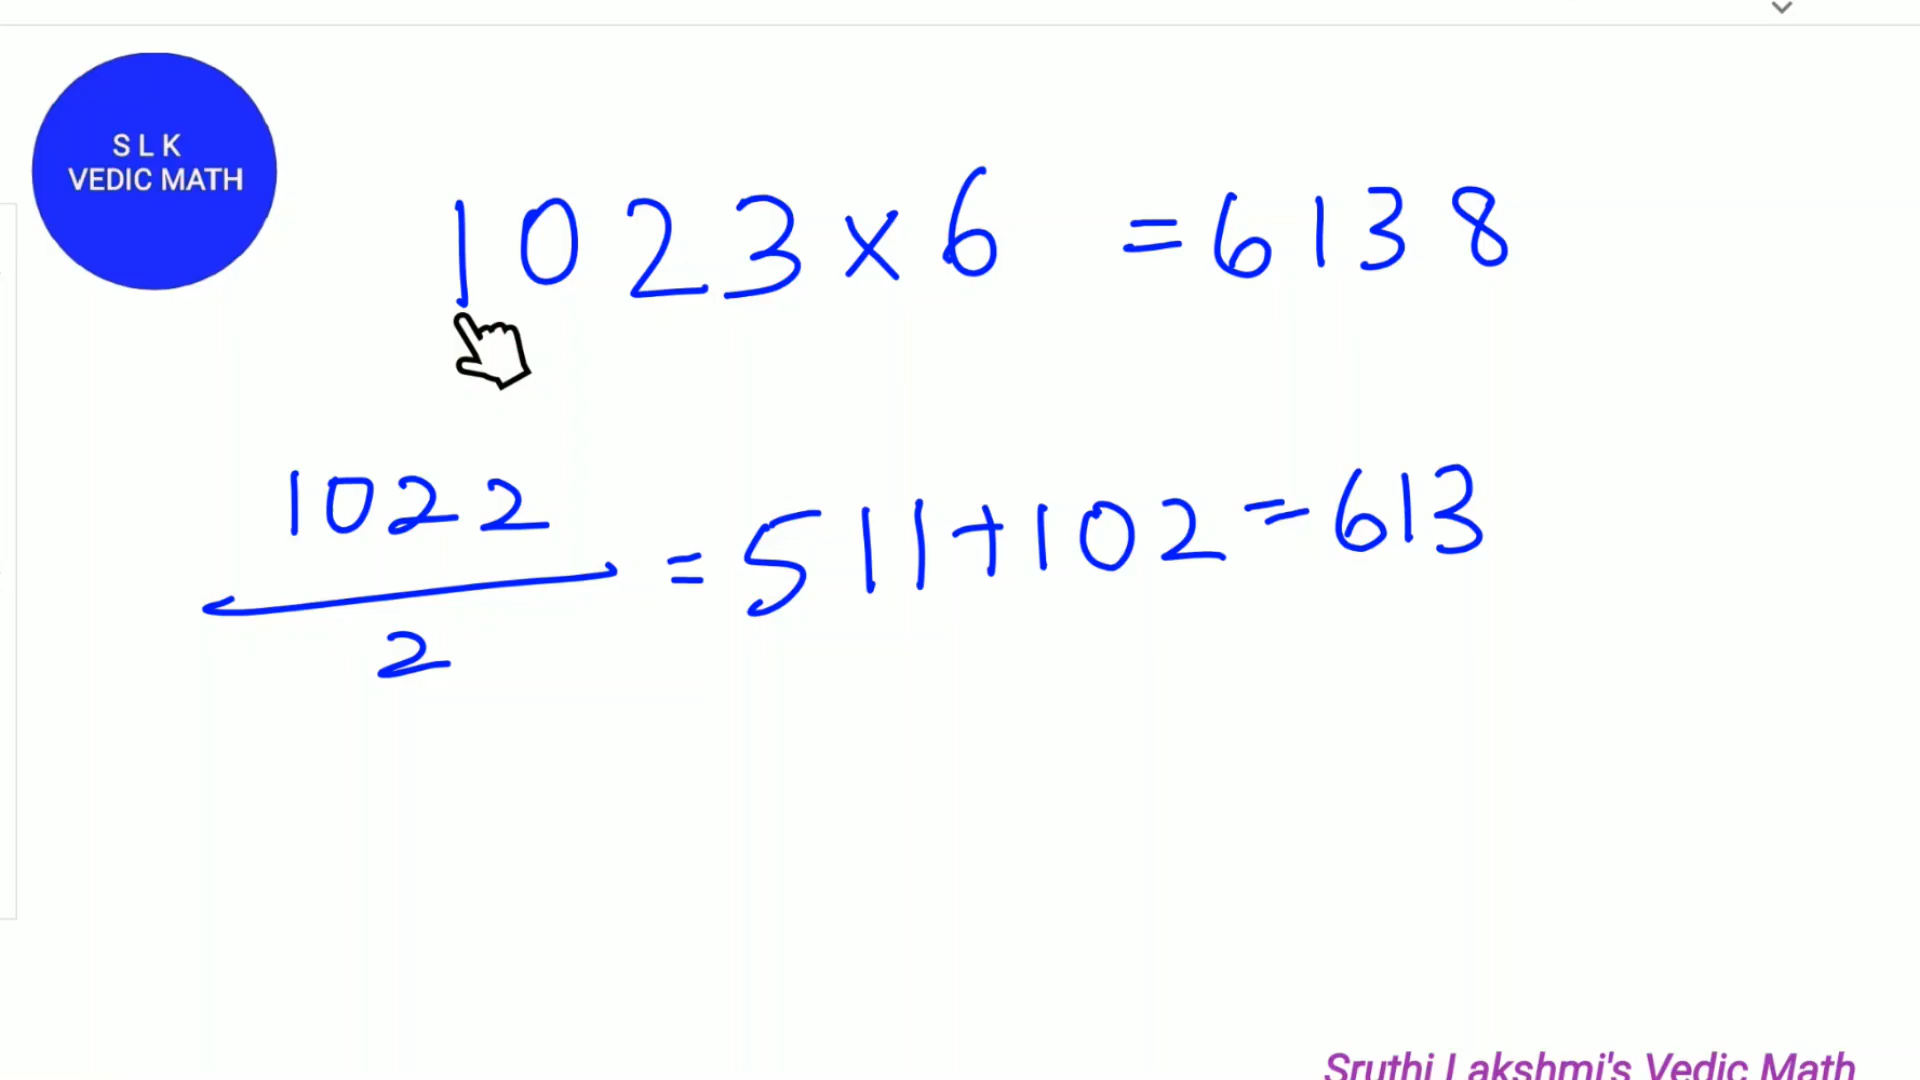 S L K
VEDIC MATH
1023×6 =6138
1022
2
=511+102=613
Sruthi Lakshmi's Vedic Math